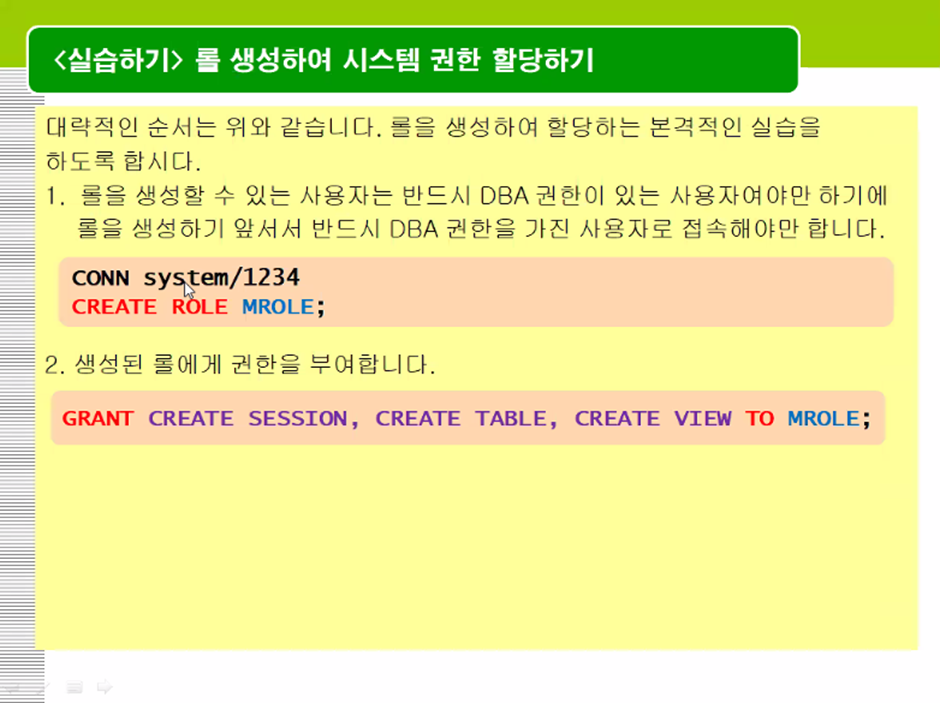 <실습하기> 롤 생성하여 시스템 권한 할당하기
대략적인 순서는 위와 같습니다. 롤을 생성하여 할당하는 본격적인 실습을
하도록 합시다.
1. 롤을 생성할 수 있는 사용자는 반드시 DBA 권한이 있는 사용자여야만 하기에
롤을 생성하기 앞서서 반드시 DBA 권한을 가진 사용자로 접속해야만 합니다.
CONN system/1234
CREATE ROLE MROLE;
2. 생성된 롤에게 권한을 부여합니다.
GRANT CREATE SESSION, CREATE TABLE, CREATE VIEW TO MROLE;